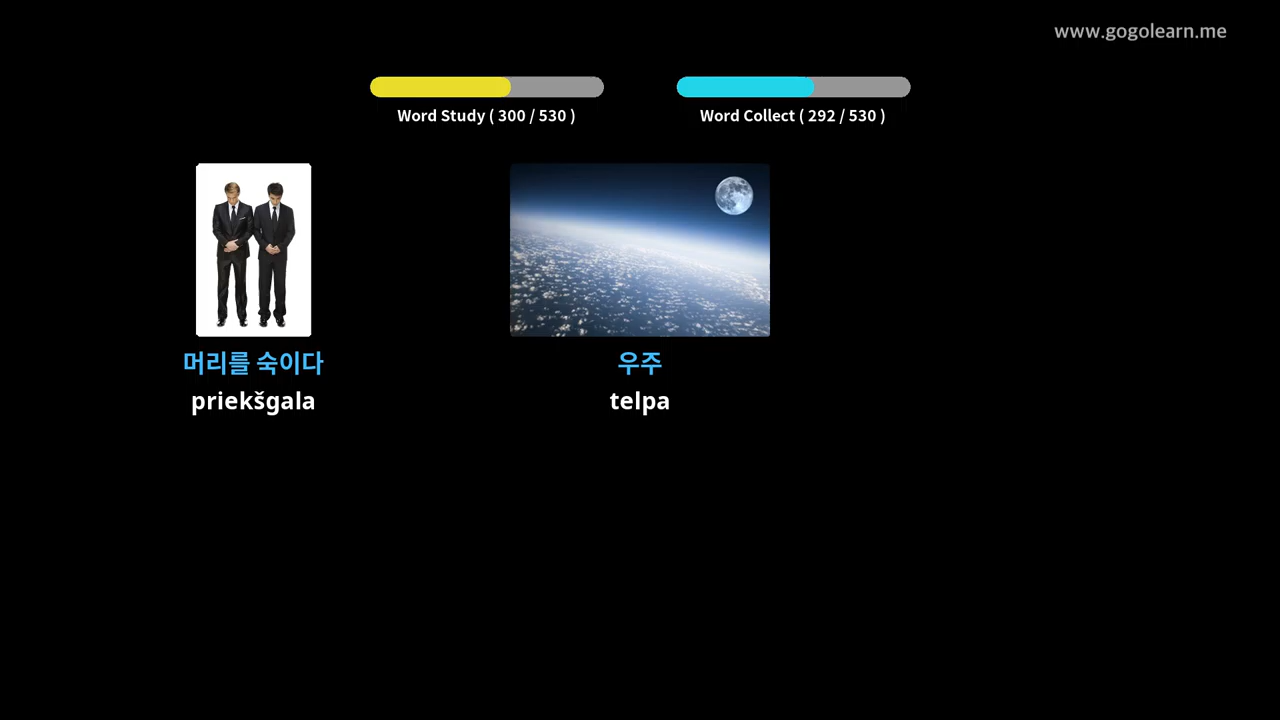 www.gogolearn.me
Word Study ( 300 / 530 )
Word Collect ( 292 / 530 )
머리를 숙이다
priekšgala
우주
telpa